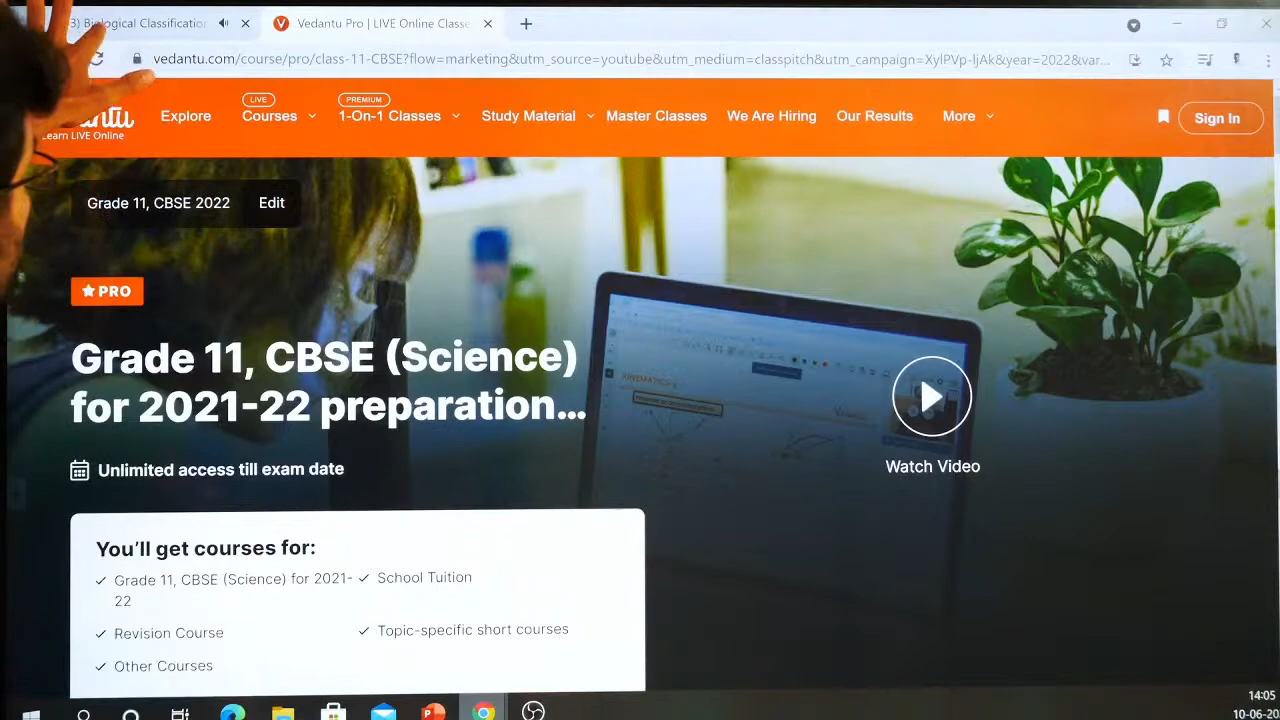 3) Biological Classification
Vedantu Pro | LIVE Online Classe
vedantu.com/course/pro/class-11-CBSE?flow=marketing&utm_source=youtube&utm_medium=classpitch&utm_campaign=XylPVp-ljAk&year=2022&var...
Learn LIVE Online
Explore
LIVE
Courses
PREMIUM
1-On-1 Classes
Study Material
Master Classes
We Are Hiring
Our Results
More
Sign In
Grade 11, CBSE 2022
Edit
PRO
Grade 11, CBSE (Science)
for 2021-22 preparation...
Unlimited access till exam date
KINEMATICS
Watch Video
You'll get courses for:
Grade 11, CBSE (Science) for 2021-
22
School Tuition
Revision Course
Topic-specific short courses
Other Courses
14:05
10-06-20